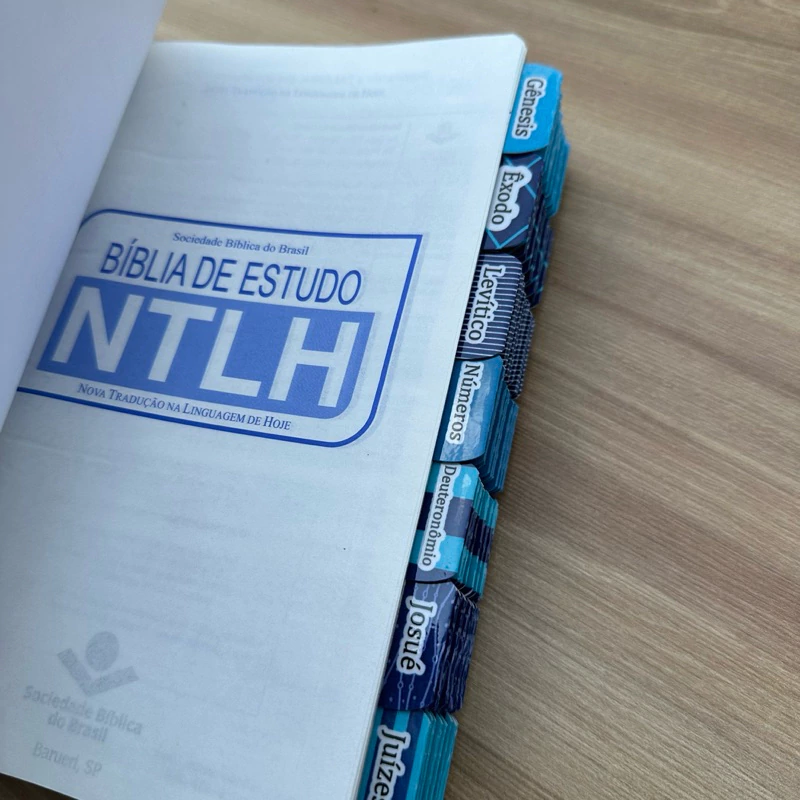 Sociedade Bíblica do Brasil
BÍBLIA DE ESTUDO
NTLH
NOVA TRADUÇÃO NA LINGUAGEM DE HOJE
Sociedade Bíblica
do Brasil
Barueri, SP
Gênesis
Êxodo
Levítico
Números
Deuteronômio
Josué
Juízes